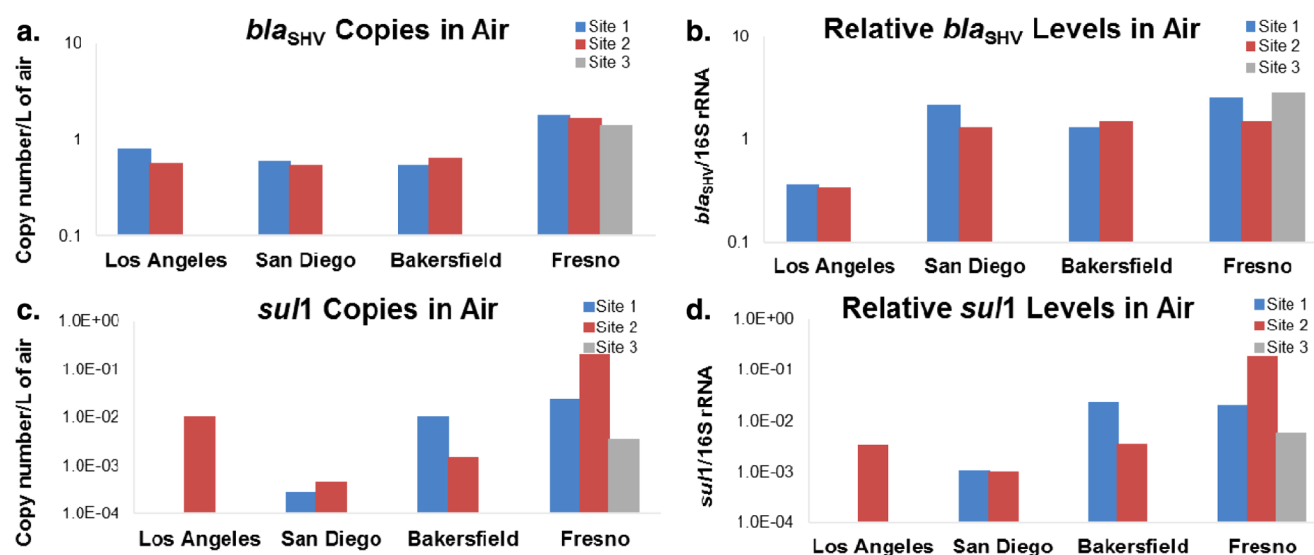 a.
bla_SHV Copies in Air
Site 1
Site 2
Site 3
Copy number/L of air
10
1
0.1
Los Angeles San Diego Bakersfield Fresno
b.
Relative bla_SHV Levels in Air
Site 1
Site 2
Site 3
bla_SHV/16S rRNA
10
1
0.1
Los Angeles San Diego Bakersfield Fresno
c.
sul1 Copies in Air
Site 1
Site 2
Site 3
Copy number/L of air
1.0E+00
1.0E-01
1.0E-02
1.0E-03
1.0E-04
Los Angeles San Diego Bakersfield Fresno
d.
Relative sul1 Levels in Air
Site 1
Site 2
Site 3
sul1/16S rRNA
1.0E+00
1.0E-01
1.0E-02
1.0E-03
1.0E-04
Los Angeles San Diego Bakersfield Fresno